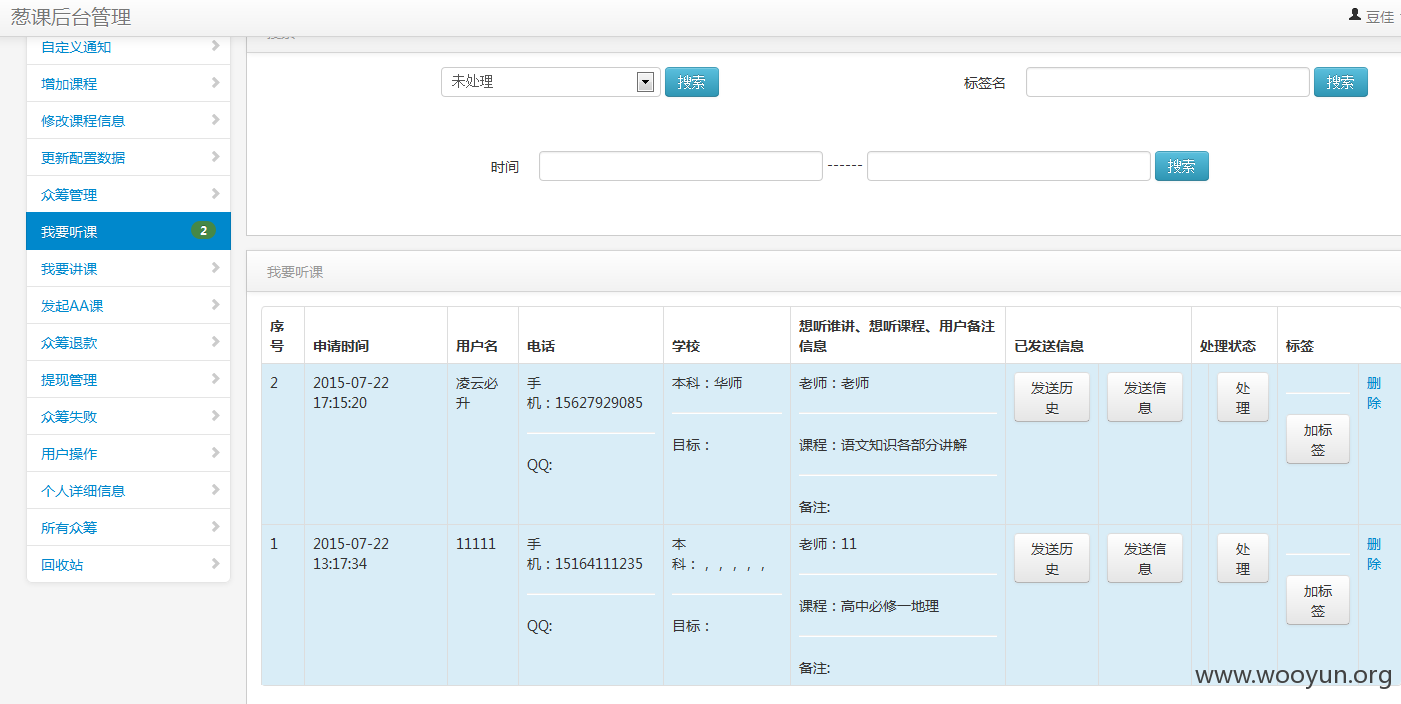 葱课后台管理
豆佳
自定义通知
增加课程
修改课程信息
更新配置数据
众筹管理
我要听课 2
我要讲课
发起AA课
众筹退款
提现管理
众筹失败
用户操作
个人详细信息
所有众筹
回收站
未处理 搜索
标签名 搜索
时间 ------ 搜索
我要听课
序
号
申请时间
用户名
电话
学校
想听谁讲、想听课程、用户备注
信息
已发送信息
处理状态
标签
2
2015-07-22
17:15:20
凌云必
升
手
机：15627929085
QQ:
本科：华师
目标：
老师：老师
课程：语文知识各部分讲解
备注:
发送历
史
发送信
息
处
理
加标
签
删
除
1
2015-07-22
13:17:34
11111
手
机：15164111235
QQ:
本
科：，，，，，
目标：
老师：11
课程：高中必修一地理
备注:
发送历
史
发送信
息
处
理
加标
签
删
除
www.wooyun.org